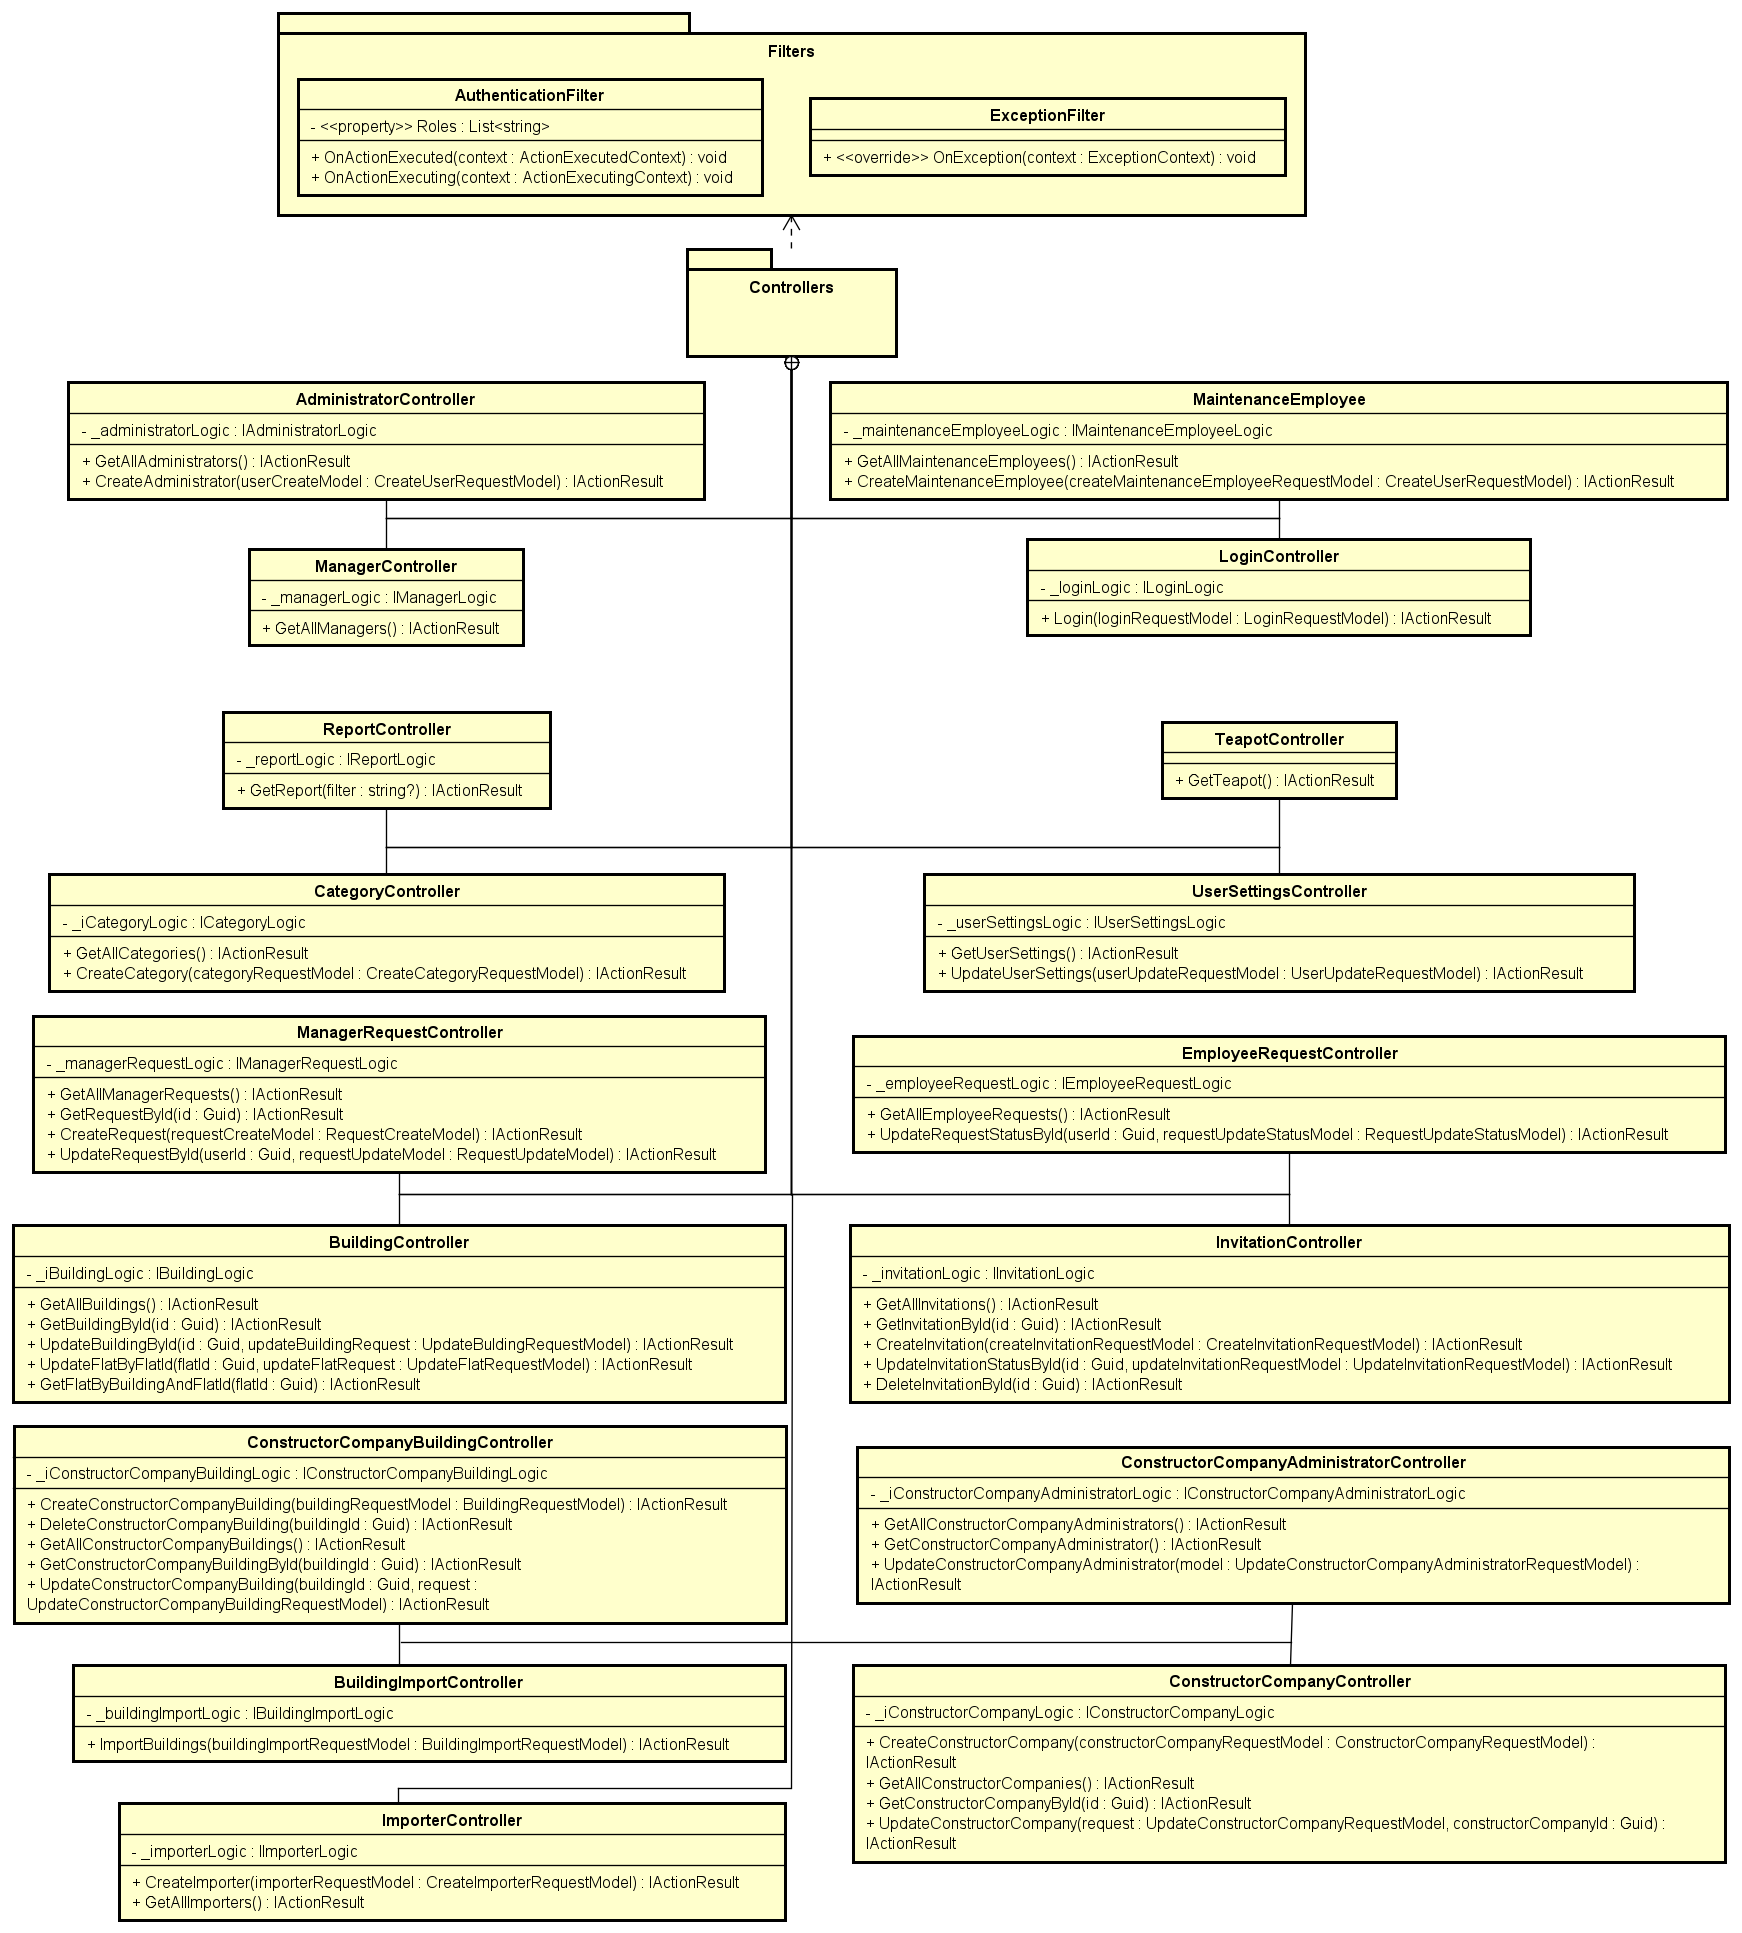 Filters
AuthenticationFilter
- <<property>> Roles : List<string>
+ OnActionExecuted(context : ActionExecutedContext) : void
+ OnActionExecuting(context : ActionExecutingContext) : void
ExceptionFilter
+ <<override>> OnException(context : ExceptionContext) : void
Controllers
AdministratorController
- _administratorLogic : IAdministratorLogic
+ GetAllAdministrators() : IActionResult
+ CreateAdministrator(userCreateModel : CreateUserRequestModel) : IActionResult
MaintenanceEmployee
- _maintenanceEmployeeLogic : IMaintenanceEmployeeLogic
+ GetAllMaintenanceEmployees() : IActionResult
+ CreateMaintenanceEmployee(createMaintenanceEmployeeRequestModel : CreateUserRequestModel) : IActionResult
ManagerController
- _managerLogic : IManagerLogic
+ GetAllManagers() : IActionResult
LoginController
- _loginLogic : ILoginLogic
+ Login(loginRequestModel : LoginRequestModel) : IActionResult
ReportController
- _reportLogic : IReportLogic
+ GetReport(filter : string?) : IActionResult
TeapotController
+ GetTeapot() : IActionResult
CategoryController
- _iCategoryLogic : ICategoryLogic
+ GetAllCategories() : IActionResult
+ CreateCategory(categoryRequestModel : CreateCategoryRequestModel) : IActionResult
UserSettingsController
- _userSettingsLogic : IUserSettingsLogic
+ GetUserSettings() : IActionResult
+ UpdateUserSettings(userUpdateRequestModel : UserUpdateRequestModel) : IActionResult
ManagerRequestController
- _managerRequestLogic : IManagerRequestLogic
+ GetAllManagerRequests() : IActionResult
+ GetRequestById(id : Guid) : IActionResult
+ CreateRequest(requestCreateModel : RequestCreateModel) : IActionResult
+ UpdateRequestById(userId : Guid, requestUpdateModel : RequestUpdateModel) : IActionResult
EmployeeRequestController
- _employeeRequestLogic : IEmployeeRequestLogic
+ GetAllEmployeeRequests() : IActionResult
+ UpdateRequestStatusById(userId : Guid, requestUpdateStatusModel : RequestUpdateStatusModel) : IActionResult
BuildingController
- _iBuildingLogic : IBuildingLogic
+ GetAllBuildings() : IActionResult
+ GetBuildingById(id : Guid) : IActionResult
+ UpdateBuildingById(id : Guid, updateBuildingRequest : UpdateBuldingRequestModel) : IActionResult
+ UpdateFlatByFlatId(flatId : Guid, updateFlatRequest : UpdateFlatRequestModel) : IActionResult
+ GetFlatByBuildingAndFlatId(flatId : Guid) : IActionResult
InvitationController
- _invitationLogic : IInvitationLogic
+ GetAllInvitations() : IActionResult
+ GetInvitationById(id : Guid) : IActionResult
+ CreateInvitation(createInvitationRequestModel : CreateInvitationRequestModel) : IActionResult
+ UpdateInvitationStatusById(id : Guid, updateInvitationRequestModel : UpdateInvitationRequestModel) : IActionResult
+ DeleteInvitationById(id : Guid) : IActionResult
ConstructorCompanyBuildingController
- _iConstructorCompanyBuildingLogic : IConstructorCompanyBuildingLogic
+ CreateConstructorCompanyBuilding(buildingRequestModel : BuildingRequestModel) : IActionResult
+ DeleteConstructorCompanyBuilding(buildingId : Guid) : IActionResult
+ GetAllConstructorCompanyBuildings() : IActionResult
+ GetConstructorCompanyBuildingById(buildingId : Guid) : IActionResult
+ UpdateConstructorCompanyBuilding(buildingId : Guid, request :
UpdateConstructorCompanyBuildingRequestModel) : IActionResult
ConstructorCompanyAdministratorController
- _iConstructorCompanyAdministratorLogic : IConstructorCompanyAdministratorLogic
+ GetAllConstructorCompanyAdministrators() : IActionResult
+ GetConstructorCompanyAdministrator() : IActionResult
+ UpdateConstructorCompanyAdministrator(model : UpdateConstructorCompanyAdministratorRequestModel) :
IActionResult
BuildingImportController
- _buildingImportLogic : IBuildingImportLogic
+ ImportBuildings(buildingImportRequestModel : BuildingImportRequestModel) : IActionResult
ConstructorCompanyController
- _iConstructorCompanyLogic : IConstructorCompanyLogic
+ CreateConstructorCompany(constructorCompanyRequestModel : ConstructorCompanyRequestModel) :
IActionResult
+ GetAllConstructorCompanies() : IActionResult
+ GetConstructorCompanyById(id : Guid) : IActionResult
+ UpdateConstructorCompany(request : UpdateConstructorCompanyRequestModel, constructorCompanyId : Guid) :
IActionResult
ImporterController
- _importerLogic : IImporterLogic
+ CreateImporter(importerRequestModel : CreateImporterRequestModel) : IActionResult
+ GetAllImporters() : IActionResult